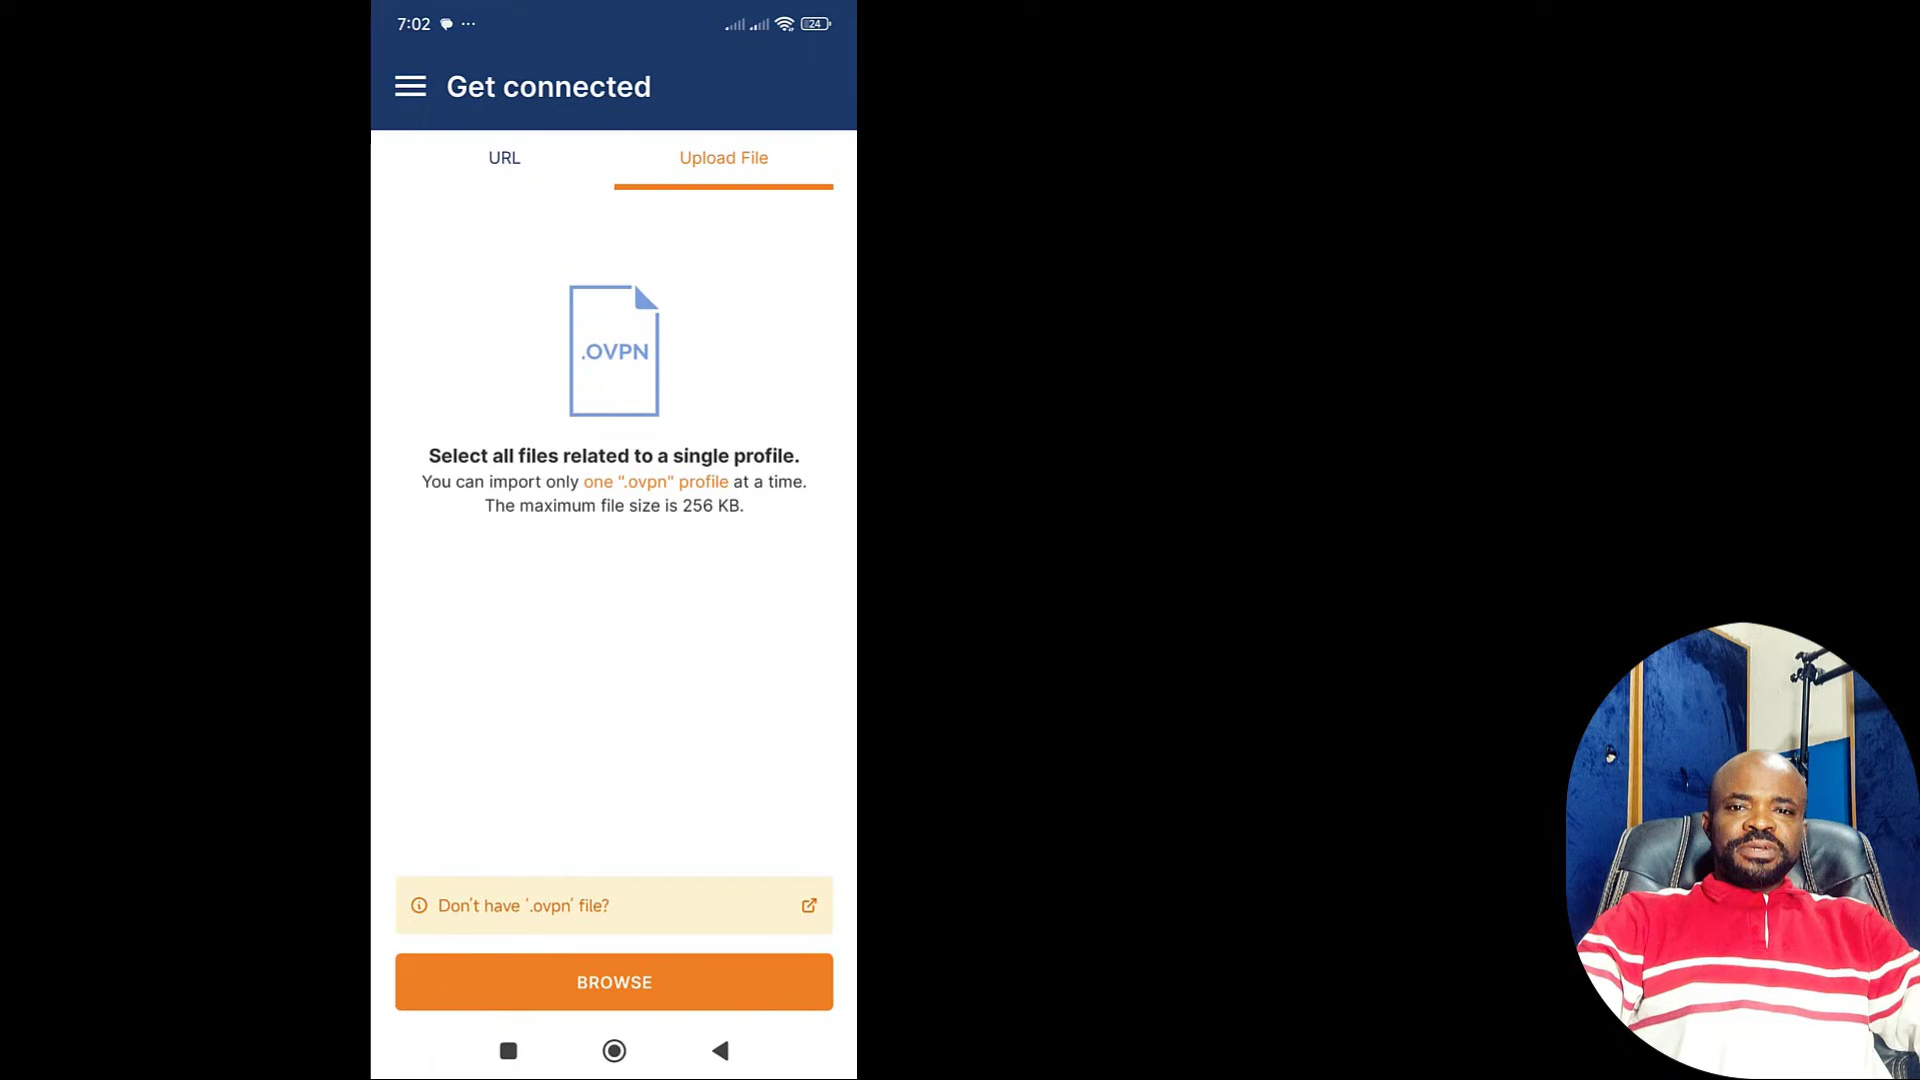 7:02
24
Get connected
URL
Upload File
.OVPN
Select all files related to a single profile.
You can import only one ".ovpn" profile at a time.
The maximum file size is 256 KB.
Don't have '.ovpn' file?
BROWSE